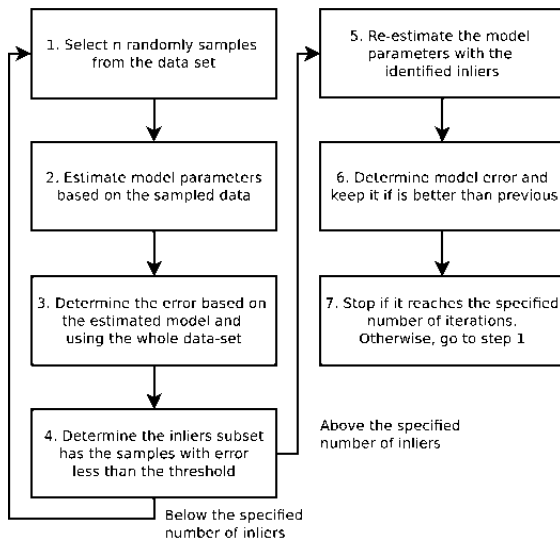 1. Select n randomly samples
from the data set
2. Estimate model parameters
based on the sampled data
3. Determine the error based on
the estimated model and
using the whole data-set
4. Determine the inliers subset
has the samples with error
less than the threshold
Below the specified
number of inliers
Above the specified
number of inliers
5. Re-estimate the model
parameters with the
identified inliers
6. Determine model error and
keep it if is better than previous
7. Stop if it reaches the specified
number of iterations.
Otherwise, go to step 1